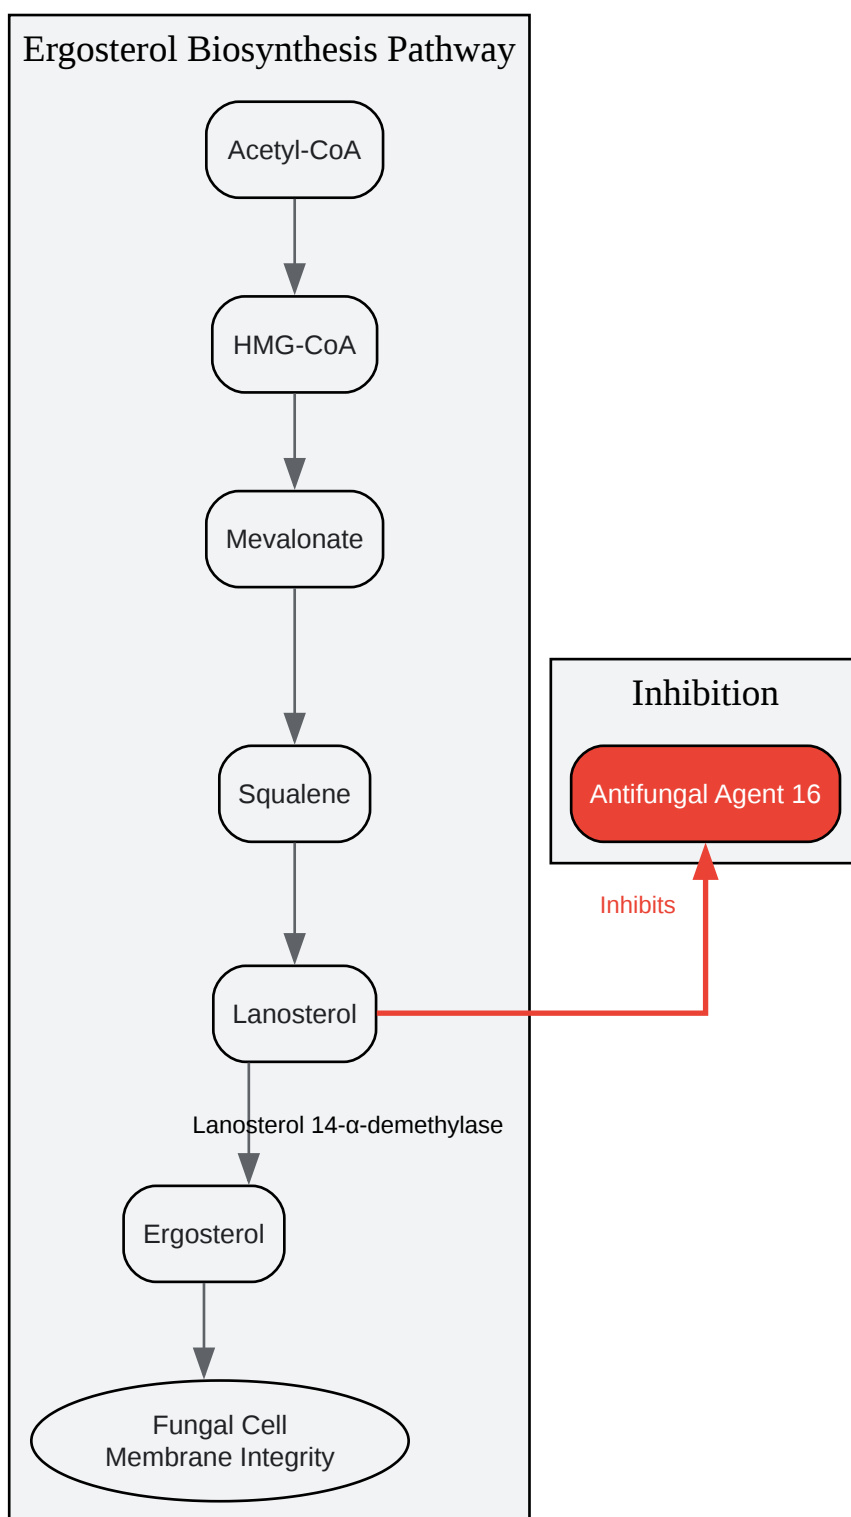 Ergosterol Biosynthesis Pathway
Acetyl-CoA
HMG-CoA
Mevalonate
Inhibition
Squalene
Antifungal Agent 16
Inhibits
Lanosterol
Lanosterol 14-α-demethylase
Ergosterol
Fungal Cell
Membrane Integrity